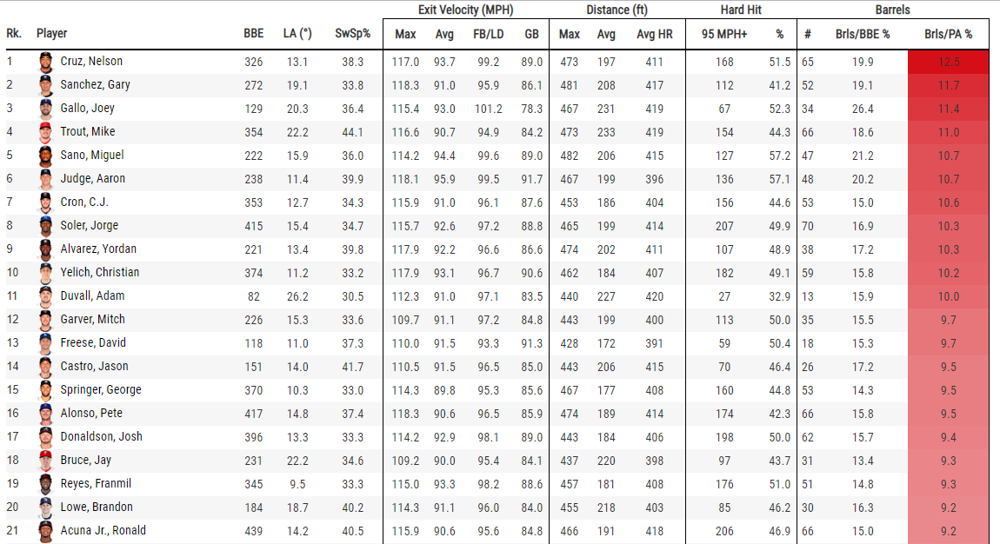 Exit Velocity (MPH) Distance (ft) Hard Hit Barrels
Rk. Player BBE LA (°) SwSp% Max Avg FB/LD GB Max Avg Avg HR 95 MPH+ % # Brls/BBE % Brls/PA %
1 Cruz, Nelson 326 13.1 38.3 117.0 93.7 99.2 89.0 473 197 411 168 51.5 65 19.9 12.5
2 Sanchez, Gary 272 19.1 33.8 118.3 91.0 95.9 86.1 481 208 417 112 41.2 52 19.1 11.7
3 Gallo, Joey 129 20.3 36.4 115.4 93.0 101.2 78.3 467 231 419 67 52.3 34 26.4 11.4
4 Trout, Mike 354 22.2 44.1 116.6 90.7 94.9 84.2 473 233 419 154 44.3 66 18.6 11.0
5 Sano, Miguel 222 15.9 36.0 114.2 94.4 99.6 89.0 482 206 415 127 57.2 47 21.2 10.7
6 Judge, Aaron 238 11.4 39.9 118.1 95.9 99.5 91.7 467 199 396 136 57.1 48 20.2 10.7
7 Cron, C.J. 353 12.7 34.3 115.9 91.0 96.1 87.6 453 186 404 156 44.6 53 15.0 10.6
8 Soler, Jorge 415 15.4 34.7 115.7 92.6 97.2 88.8 465 199 414 207 49.9 70 16.9 10.3
9 Alvarez, Yordan 221 13.4 39.8 117.9 92.2 96.6 86.6 474 202 411 107 48.9 38 17.2 10.3
10 Yelich, Christian 374 11.2 33.2 117.9 93.1 96.7 90.6 462 184 407 182 49.1 59 15.8 10.2
11 Duvall, Adam 82 26.2 30.5 112.3 91.0 97.1 83.5 440 227 420 27 32.9 13 15.9 10.0
12 Garver, Mitch 226 15.3 33.6 109.7 91.1 97.2 84.8 443 199 400 113 50.0 35 15.5 9.7
13 Freese, David 118 11.0 37.3 110.0 91.5 93.3 91.3 428 172 391 59 50.4 18 15.3 9.7
14 Castro, Jason 151 14.0 41.7 110.5 91.5 96.5 85.0 443 206 415 70 46.4 26 17.2 9.5
15 Springer, George 370 10.3 33.0 114.3 89.8 95.3 85.6 467 177 408 160 44.8 53 14.3 9.5
16 Alonso, Pete 417 14.8 37.4 118.3 90.6 96.5 85.9 474 189 414 174 42.3 66 15.8 9.5
17 Donaldson, Josh 396 13.3 33.3 114.2 92.9 98.1 89.0 443 184 406 198 50.0 62 15.7 9.4
18 Bruce, Jay 231 22.2 34.6 109.2 90.0 95.4 84.1 437 220 398 97 43.7 31 13.4 9.3
19 Reyes, Franmil 345 9.5 33.3 115.0 93.3 98.2 88.6 457 181 408 176 51.0 51 14.8 9.3
20 Lowe, Brandon 184 18.7 40.2 114.3 91.1 96.0 84.0 455 218 403 85 46.2 30 16.3 9.2
21 Acuna Jr., Ronald 439 14.2 40.5 115.9 90.6 95.6 84.8 466 191 418 206 46.9 66 15.0 9.2